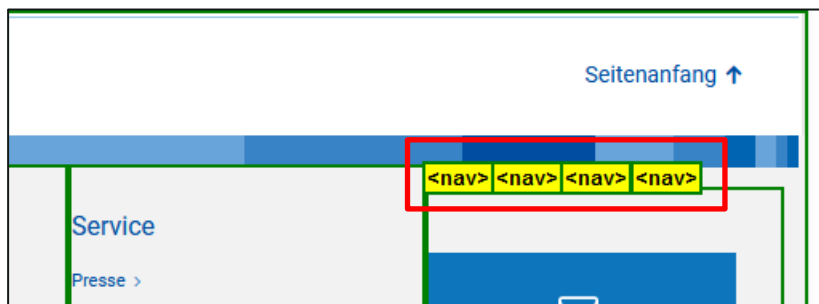 Seitenanfang ↑
<nav> <nav> <nav> <nav>
Service
Presse >